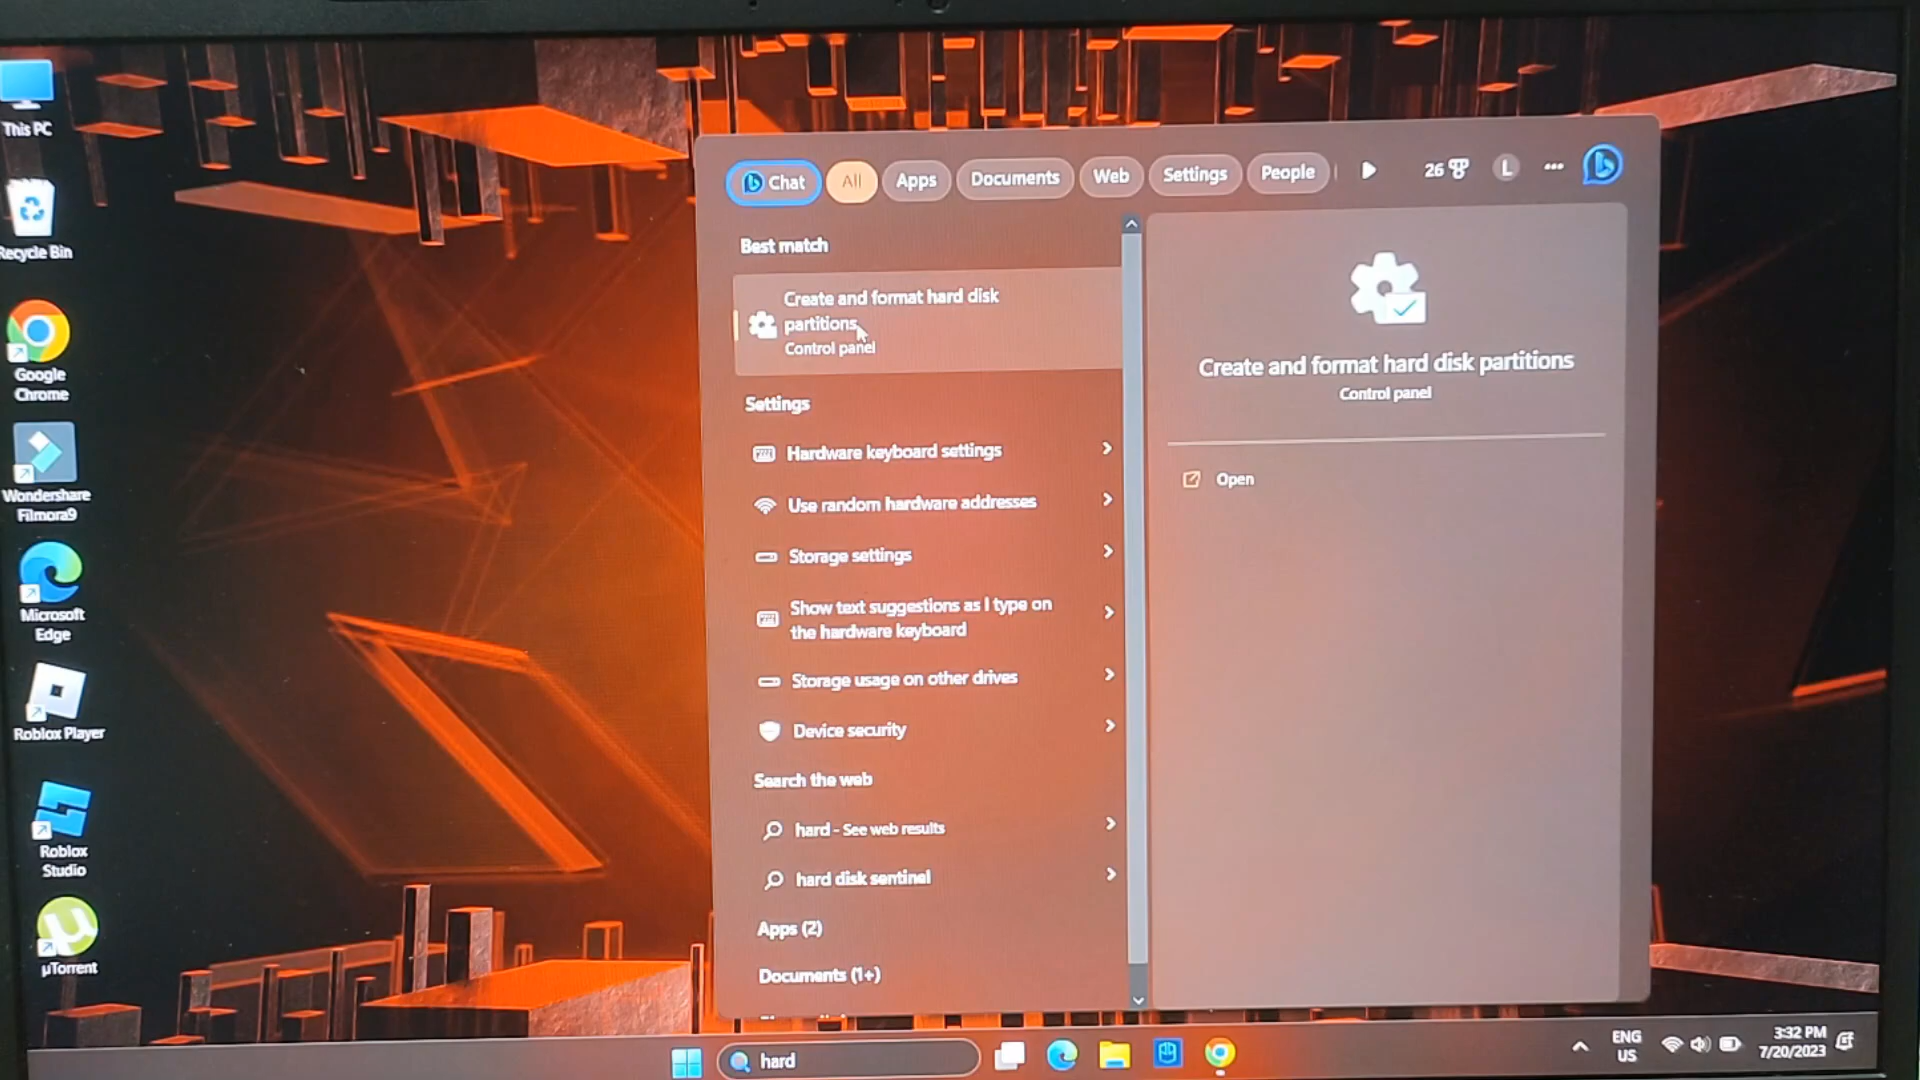 This PC
Recycle Bin
Google
Chrome
Wondershare
Filmora9
Microsoft
Edge
Roblox Player
Roblox
Studio
µTorrent
Chat
All
Apps
Documents
Web
Settings
People
26
L
Best match
Create and format hard disk
partitions
Control panel
Settings
Hardware keyboard settings
Use random hardware addresses
Storage settings
Show text suggestions as I type on
the hardware keyboard
Storage usage on other drives
Device security
Search the web
hard - See web results
hard disk sentinel
Apps (2)
Documents (1+)
Create and format hard disk partitions
Control panel
Open
hard
ENG
US
3:32 PM
7/20/2023